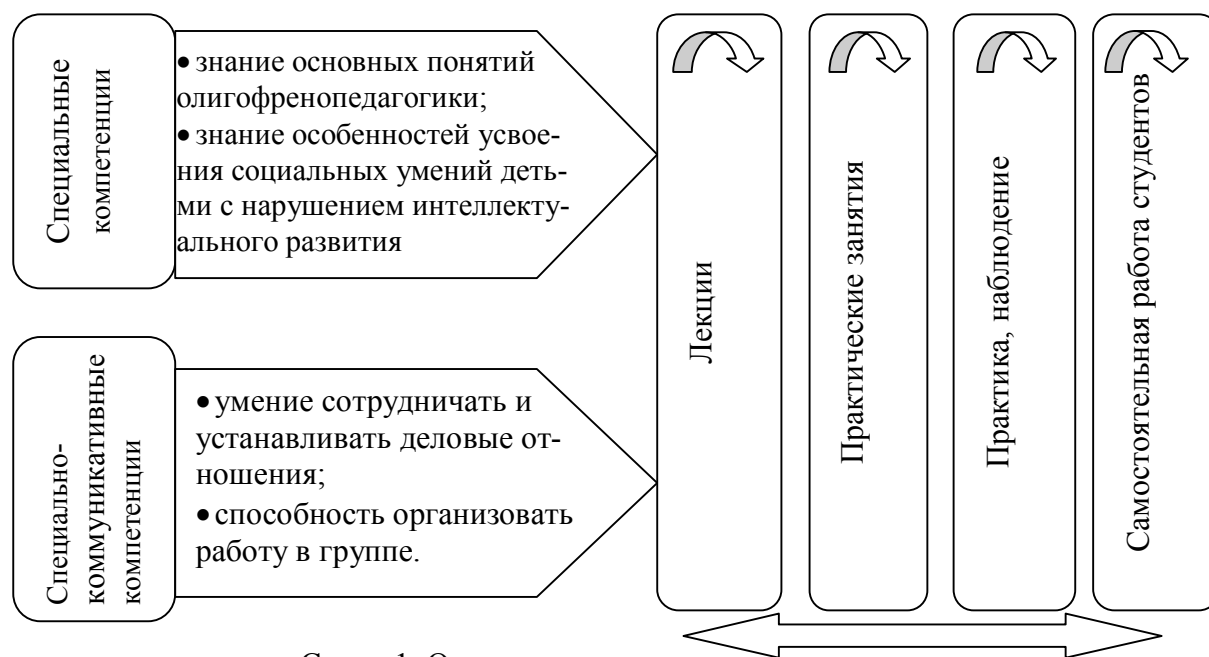 Специальные
компетенции
• знание основных понятий
олигофренопедагогики;
• знание особенностей усвое-
ния социальных умений деть-
ми с нарушением интеллекту-
ального развития
Специально-
коммуникативные
компетенции
• умение сотрудничать и
устанавливать деловые от-
ношения;
• способность организовать
работу в группе.
Лекции
Практические занятия
Практика, наблюдение
Самостоятельная работа студентов